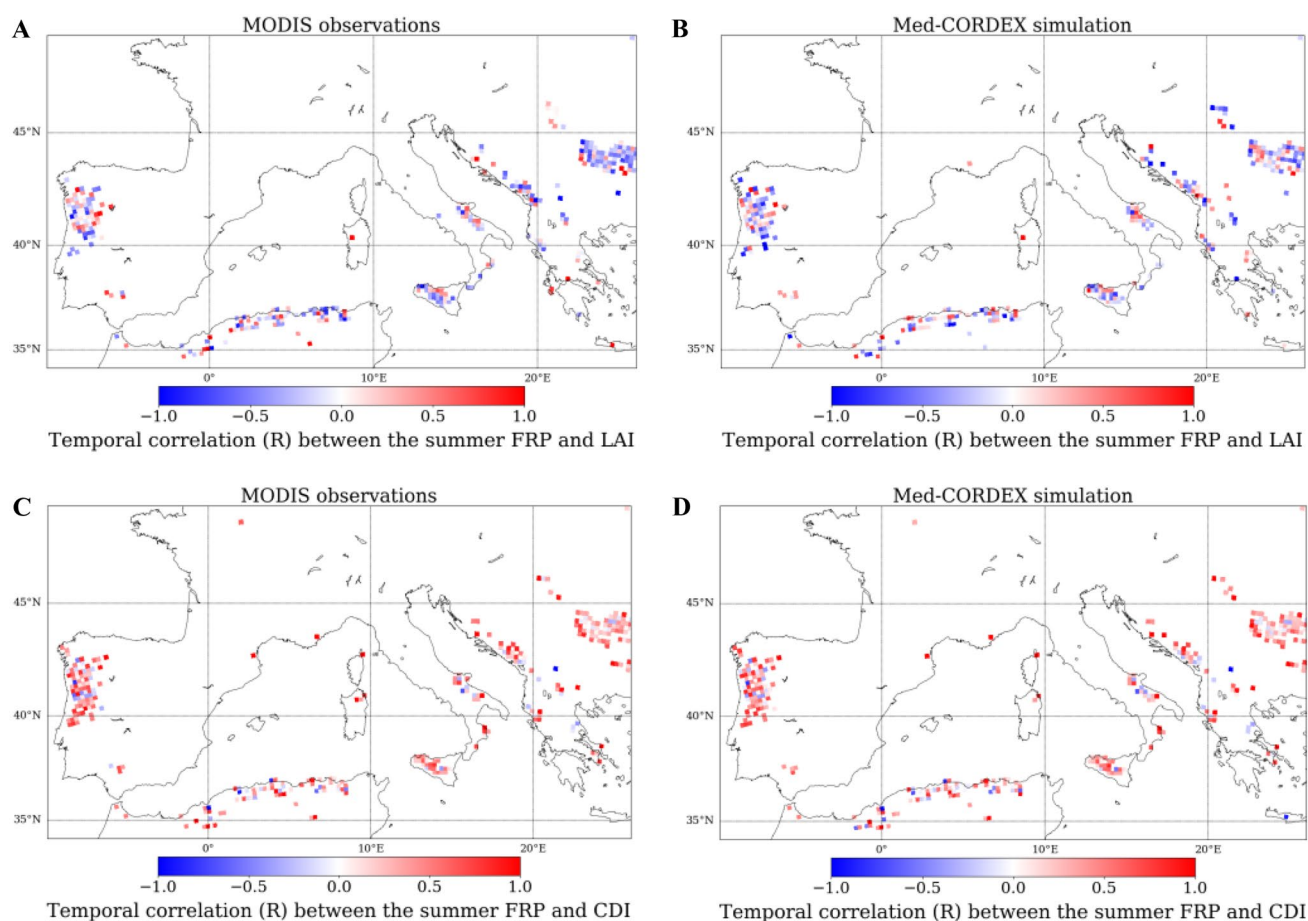 A
MODIS observations
45°N
40°N
35°N
0°
10°E
20°E
−1.0
−0.5
0.0
0.5
1.0
Temporal correlation (R) between the summer FRP and LAI
B
Med-CORDEX simulation
45°N
40°N
35°N
0°
10°E
20°E
−1.0
−0.5
0.0
0.5
1.0
Temporal correlation (R) between the summer FRP and LAI
C
MODIS observations
45°N
40°N
35°N
0°
10°E
20°E
−1.0
−0.5
0.0
0.5
1.0
Temporal correlation (R) between the summer FRP and CDI
D
Med-CORDEX simulation
45°N
40°N
35°N
0°
10°E
20°E
−1.0
−0.5
0.0
0.5
1.0
Temporal correlation (R) between the summer FRP and CDI